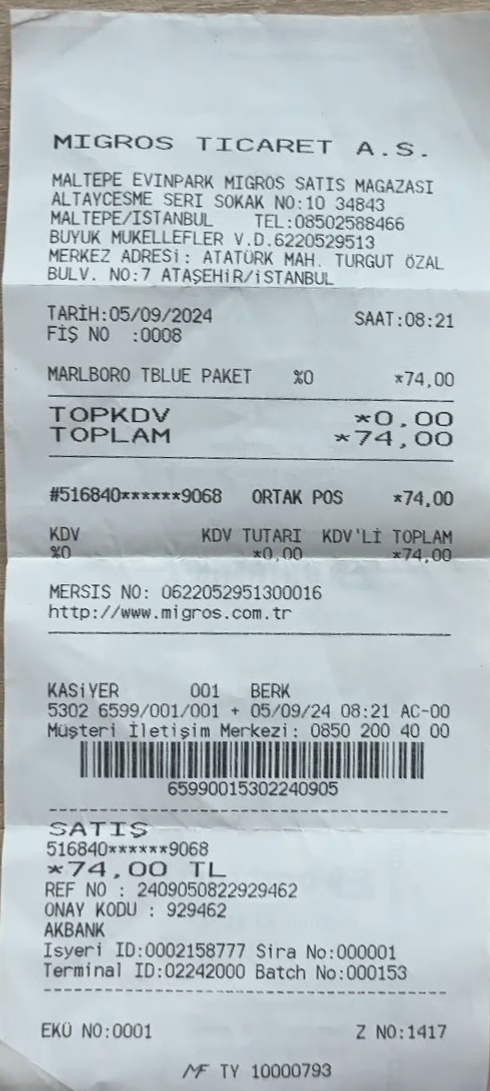 MIGROS TICARET A.S.
MALTEPE EVINPARK MIGROS SATIS MAGAZASI
ALTAYCESME SERI SOKAK NO:10 34843
MALTEPE/ISTANBUL TEL:08502588466
BUYUK MUKELLEFLER V.D.6220529513
MERKEZ ADRESİ: ATATÜRK MAH. TURGUT ÖZAL
BULV. NO:7 ATAŞEHİR/İSTANBUL
TARİH:05/09/2024 SAAT:08:21
FİŞ NO :0008
MARLBORO TBLUE PAKET %0 *74,00
TOPKDV *0,00
TOPLAM *74,00
#516840******9068 ORTAK POS *74,00
KDV KDV TUTARI KDV'Lİ TOPLAM
%0 *0,00 *74,00
MERSIS NO: 0622052951300016
http://www.migros.com.tr
KASİYER 001 BERK
5302 6599/001/001 + 05/09/24 08:21 AC-00
Müşteri İletişim Merkezi: 0850 200 40 00
65990015302240905
SATIŞ
516840******9068
*74,00 TL
REF NO : 2409050822929462
ONAY KODU : 929462
AKBANK
Isyeri ID:0002158777 Sira No:000001
Terminal ID:02242000 Batch No:000153
EKÜ NO:0001 Z NO:1417
MF TY 10000793